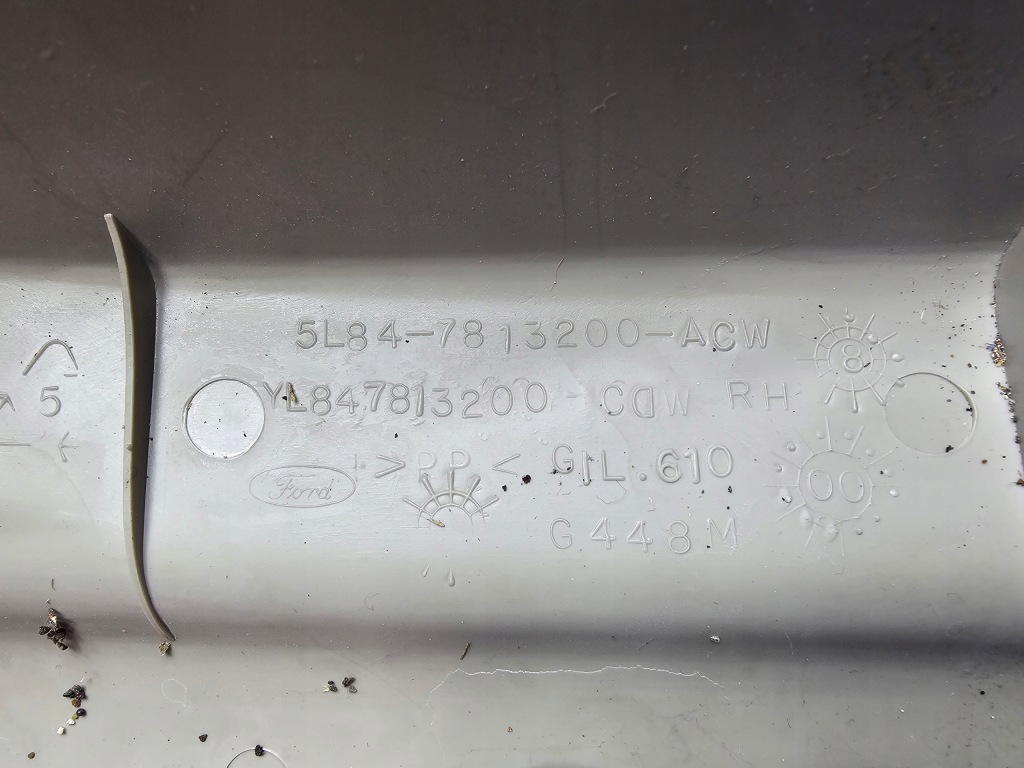 5L84-7813200-ACW
8
YL847813200-CDW RH
5
>PP< GIL.610
Ford
00
G448M